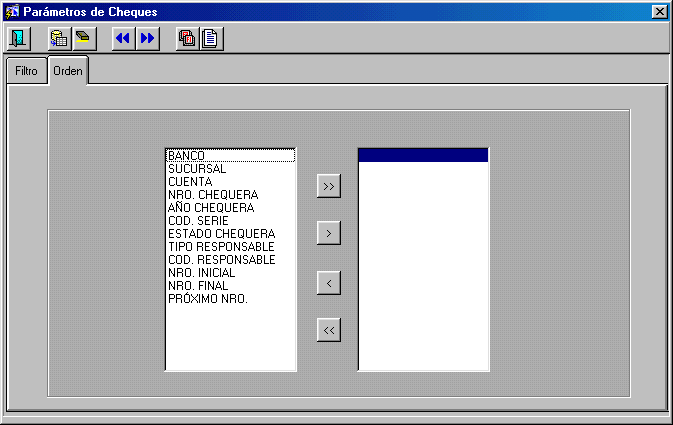 Parámetros de Cheques
Filtro
Orden
BANCO
SUCURSAL
CUENTA
NRO. CHEQUERA
AÑO CHEQUERA
COD. SERIE
ESTADO CHEQUERA
TIPO RESPONSABLE
COD. RESPONSABLE
NRO. INICIAL
NRO. FINAL
PRÓXIMO NRO.
>>
>
<
<<